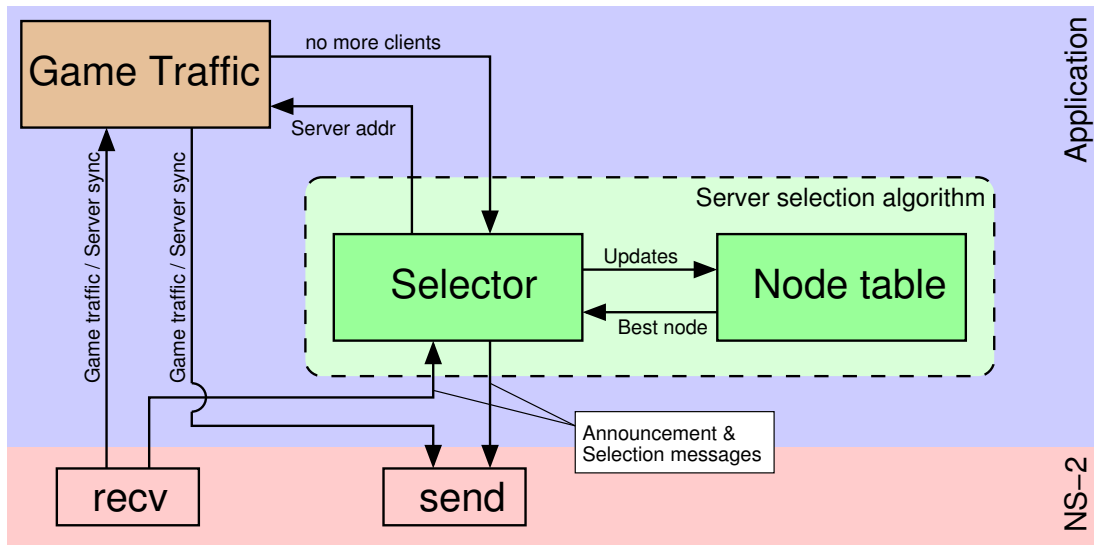 Game Traffic
no more clients
Server addr
Application
Game traffic / Server sync
Game traffic / Server sync
Server selection algorithm
Selector
Updates
Node table
Best node
Announcement &
Selection messages
recv
send
NS−2